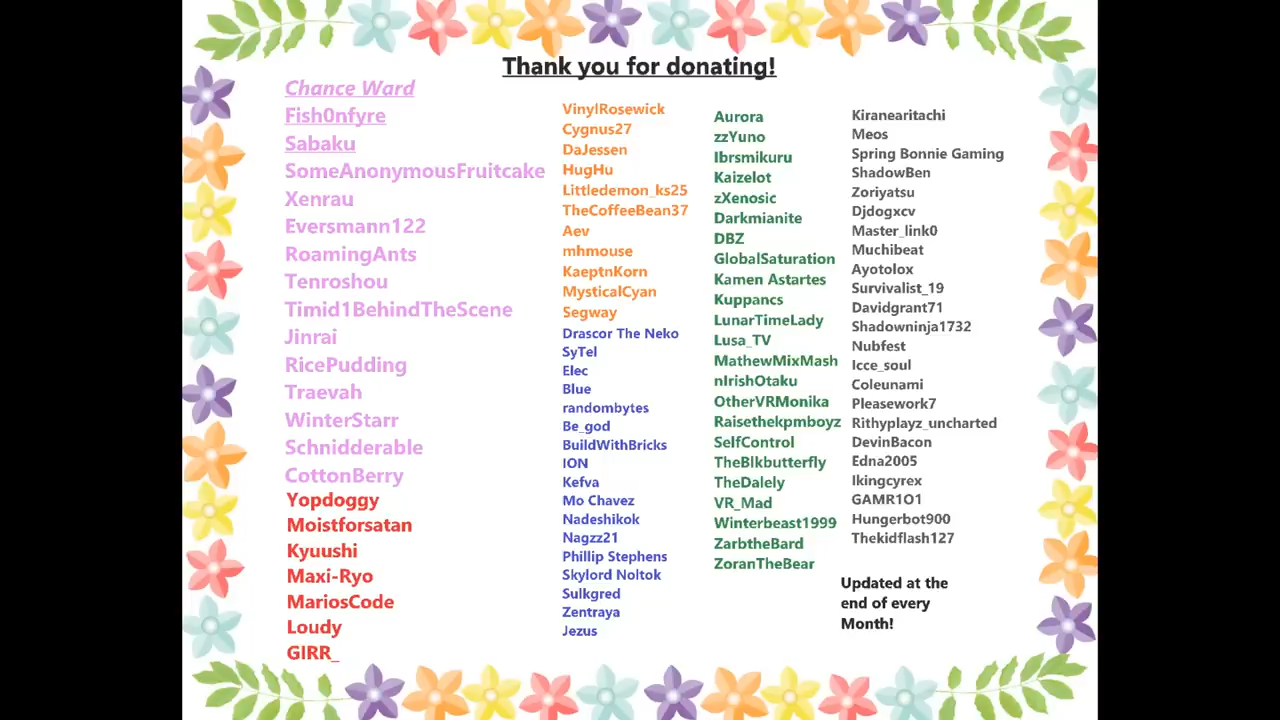 Thank you for donating!
Chance Ward
Fish0nfyre
Sabaku
SomeAnonymousFruitcake
Xenrau
Eversmann122
RoamingAnts
Tenroshou
Timid1BehindTheScene
Jinrai
RicePudding
Traevah
WinterStarr
Schnidderable
CottonBerry
Yopdoggy
Moistforsatan
Kyuushi
Maxi-Ryo
MariosCode
Loudy
GIRR_
VinylRosewick
Cygnus27
DaJessen
HugHu
Littledemon_ks25
TheCoffeeBean37
Aev
mhmouse
KaeptnKorn
MysticalCyan
Segway
Drascor The Neko
SyTel
Elec
Blue
randombytes
Be_god
BuildWithBricks
ION
Kefva
Mo Chavez
Nadeshikok
Nagzz21
Phillip Stephens
Skylord Noltok
Sulkgred
Zentraya
Jezus
Aurora
zzYuno
Ibrsmikuru
Kaizelot
zXenosic
Darkmianite
DBZ
GlobalSaturation
Kamen Astartes
Kuppancs
LunarTimeLady
Lusa_TV
MathewMixMash
nIrishOtaku
OtherVRMonika
Raisethekpmboyz
SelfControl
TheBlkbutterfly
TheDalely
VR_Mad
Winterbeast1999
ZarbtheBard
ZoranTheBear
Kiranearitachi
Meos
Spring Bonnie Gaming
ShadowBen
Zoriyatsu
Djdogxcv
Master_link0
Muchibeat
Ayotolox
Survivalist_19
Davidgrant71
Shadowninja1732
Nubfest
Icce_soul
Coleunami
Pleasework7
Rithyplayz_uncharted
DevinBacon
Edna2005
Ikingcyrex
GAMR1O1
Hungerbot900
Thekidflash127
Updated at the
end of every
Month!